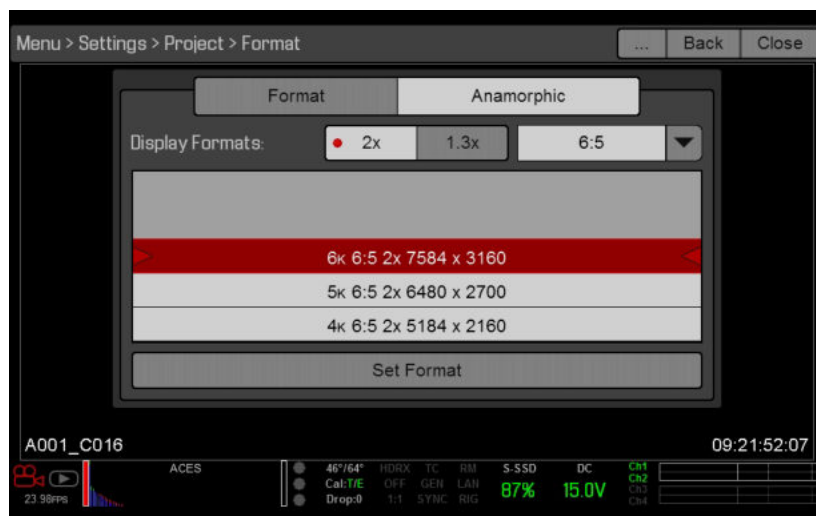 Menu > Settings > Project > Format ... Back Close
Format Anamorphic
Display Formats: 2x 1.3x 6:5
6K 6:5 2x 7584 x 3160
5K 6:5 2x 6480 x 2700
4K 6:5 2x 5184 x 2160
Set Format
A001_C016 09:21:52:07
ACES 46°/64° HDRX TC RM S-SSD DC Ch1
Cal:T/E OFF GEN LAN 87% 15.0V Ch2
23.98FPS Drop:0 1:1 SYNC RIG Ch3
Ch4